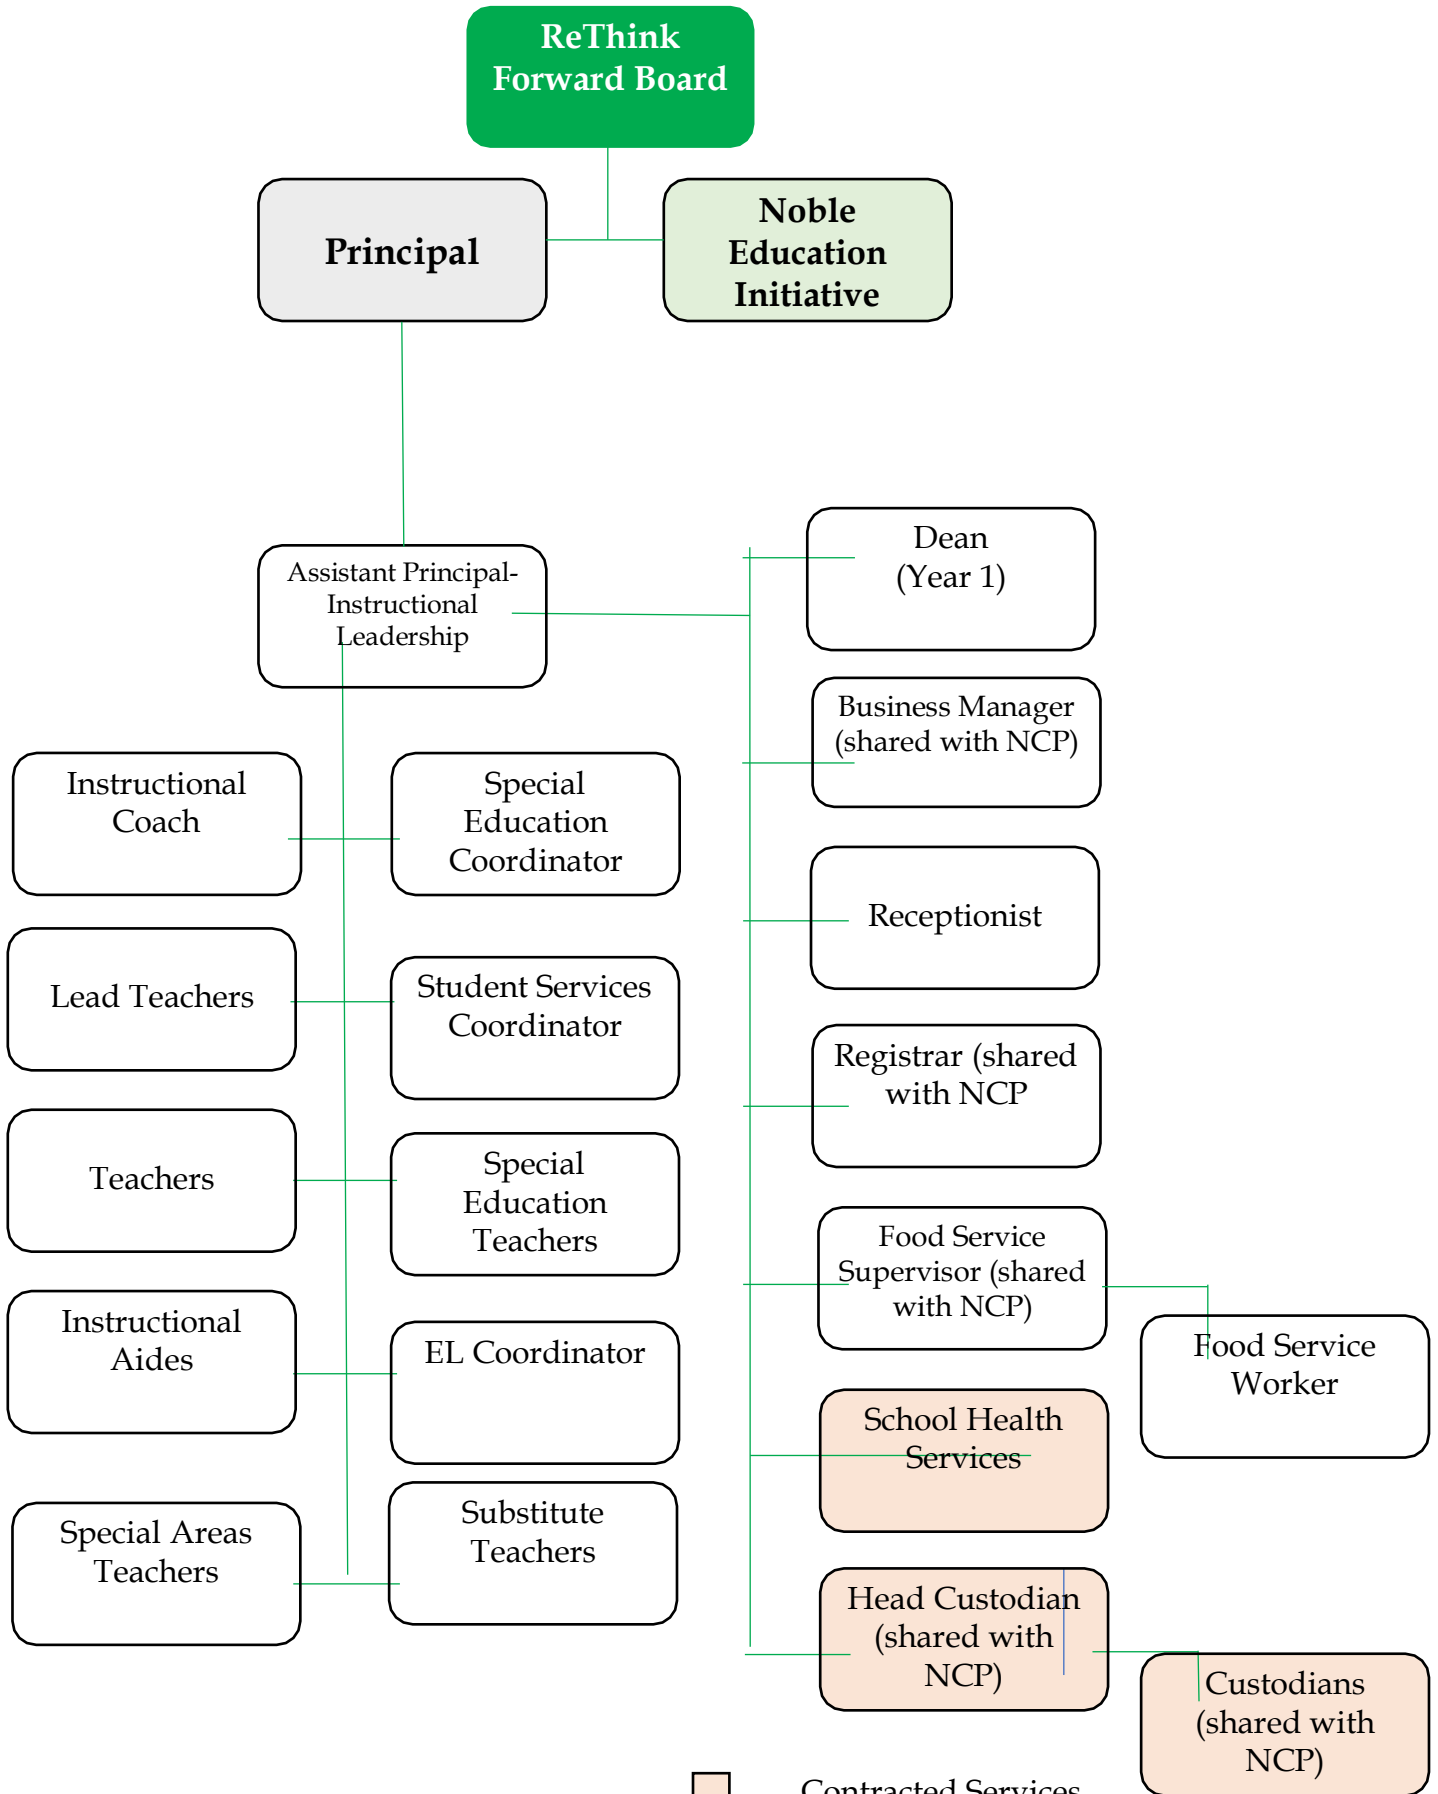 ReThink
Forward Board
Principal
Noble
Education
Initiative
Assistant Principal-
Instructional
Leadership
Dean
(Year 1)
Business Manager
(shared with NCP)
Instructional
Coach
Special
Education
Coordinator
Receptionist
Lead Teachers
Student Services
Coordinator
Registrar (shared
with NCP
Teachers
Special
Education
Teachers
Food Service
Supervisor (shared
with NCP)
Food Service
Worker
Instructional
Aides
EL Coordinator
School Health
Services
Special Areas
Teachers
Substitute
Teachers
Head Custodian
(shared with
NCP)
Custodians
(shared with
NCP)
Contracted Services